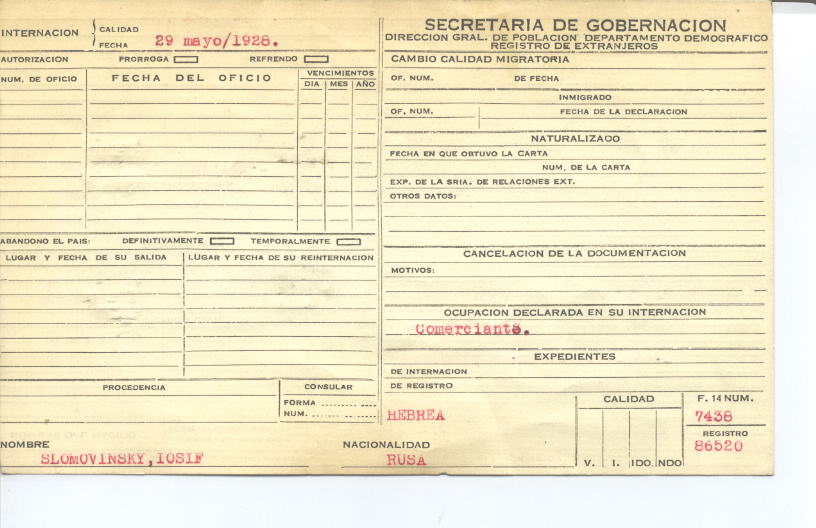 INTERNACION
CALIDAD
FECHA 29 mayo/1928.
AUTORIZACION PRORROGA REFRENDO
NUM. DE OFICIO FECHA DEL OFICIO VENCIMIENTOS
DIA MES AÑO
ABANDONO EL PAIS: DEFINITIVAMENTE TEMPORALMENTE
LUGAR Y FECHA DE SU SALIDA LUGAR Y FECHA DE SU REINTERNACION
PROCEDENCIA CONSULAR
FORMA
NUM.
NOMBRE
SLOMOVINSKY, IOSIF
NACIONALIDAD
RUSA
SECRETARIA DE GOBERNACION
DIRECCION GRAL. DE POBLACION DEPARTAMENTO DEMOGRAFICO
REGISTRO DE EXTRANJEROS
CAMBIO CALIDAD MIGRATORIA
OF. NUM. DE FECHA
INMIGRADO
OF. NUM. FECHA DE LA DECLARACION
NATURALIZADO
FECHA EN QUE OBTUVO LA CARTA
NUM. DE LA CARTA
EXP. DE LA SRIA. DE RELACIONES EXT.
OTROS DATOS:
CANCELACION DE LA DOCUMENTACION
MOTIVOS:
OCUPACION DECLARADA EN SU INTERNACION
Comerciante.
EXPEDIENTES
DE INTERNACION
DE REGISTRO
HEBREA
CALIDAD
V. I. IDO NDO
F. 14 NUM.
7438
REGISTRO
86520